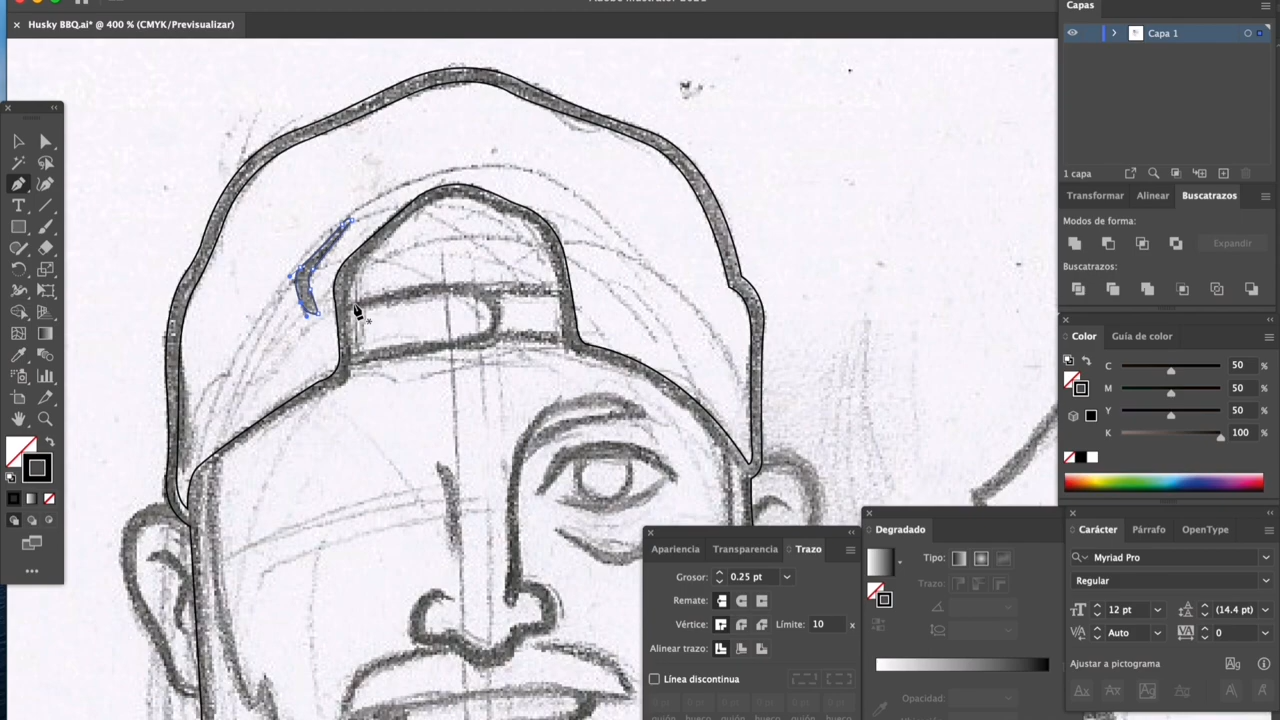 Husky BBQ.ai* @ 400 % (CMYK/Previsualizar)
Capas
Capa 1
1 capa
Transformar
Alinear
Buscatrazos
Modos de forma:
Expandir
Buscatrazos:
Color
Guía de color
C 50 %
M 50 %
Y 50 %
K 100 %
Apariencia
Transparencia
Trazo
Grosor: 0.25 pt
Remate:
Vértice:
Límite: 10 x
Alinear trazo:
Línea discontinua
Degradado
Tipo:
Trazo:
Opacidad:
Carácter
Párrafo
OpenType
Myriad Pro
Regular
12 pt
(14.4 pt)
Auto
0
Ajustar a pictograma